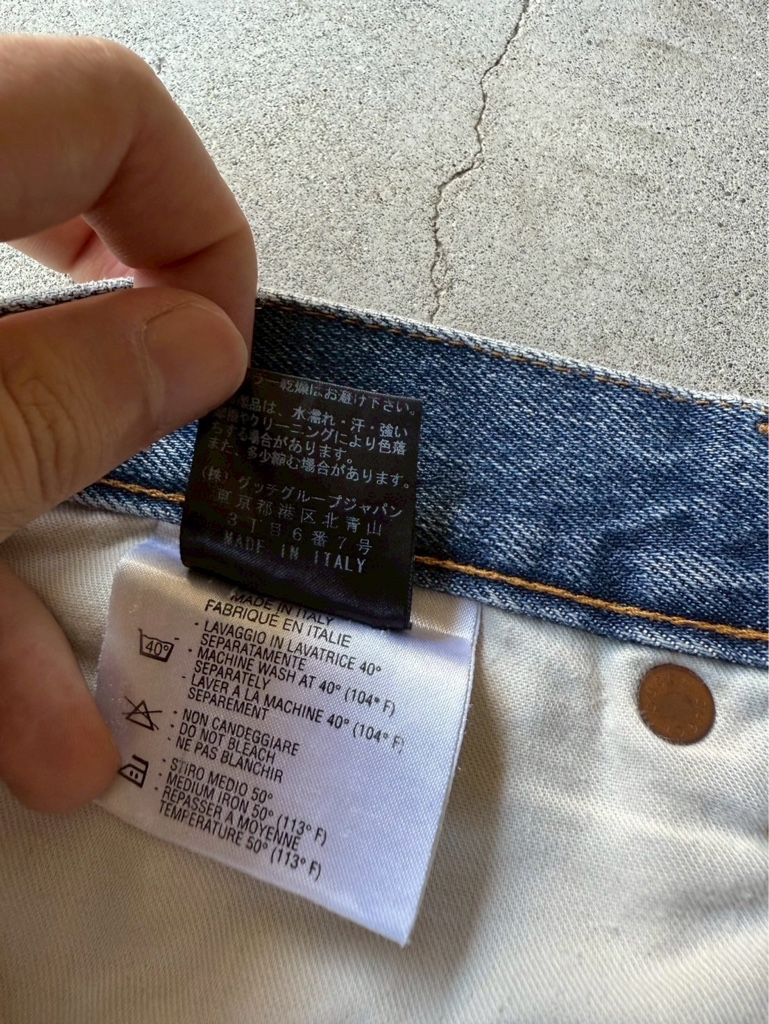 ラー乾燥はお避け下さい。
品は、水濡れ・汗・強い
摩擦やクリーニングにより色落
ちする場合があります。
また、多少縮む場合があります。
(株)グッチグループジャパン
東京都港区北青山
3丁目6番7号
MADE IN ITALY
MADE IN ITALY
FABRIQUÉ EN ITALIE
40°
- LAVAGGIO IN LAVATRICE 40°
SEPARATAMENTE
- MACHINE WASH AT 40° (104° F)
SEPARATELY
- LAVER A LA MACHINE 40° (104° F)
SEPAREMENT
- NON CANDEGGIARE
- DO NOT BLEACH
- NE PAS BLANCHIR
- STIRO MEDIO 50°
- MEDIUM IRON 50° (113° F)
- REPASSER A MOYENNE
TEMPERATURE 50° (113° F)